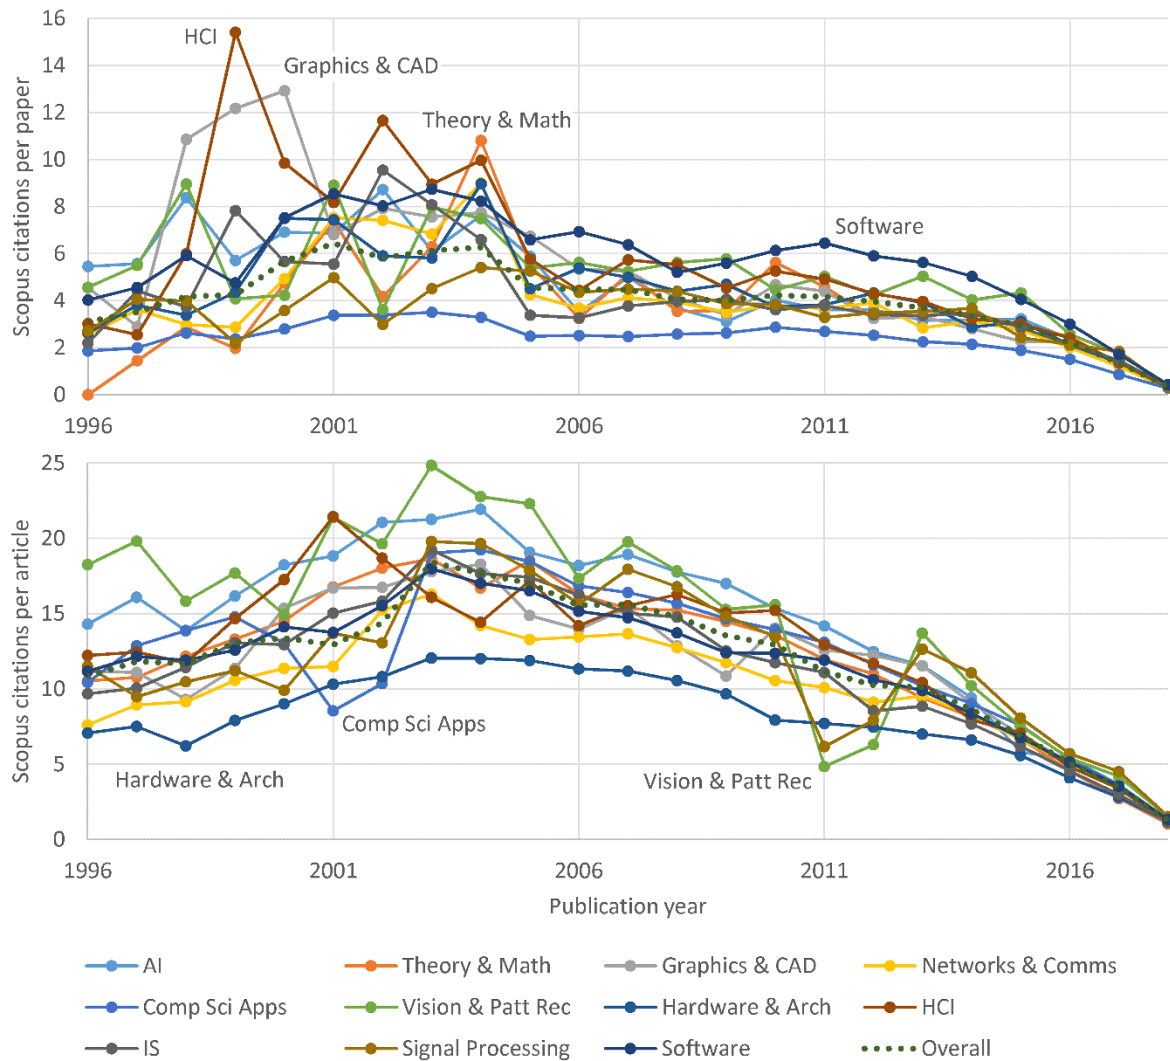 Scopus citations per paper
16
14
12
10
8
6
4
2
0
HCI
Graphics & CAD
Theory & Math
Software
1996 2001 2006 2011 2016
Scopus citations per article
25
20
15
10
5
0
Comp Sci Apps
Hardware & Arch
Vision & Patt Rec
1996 2001 2006 2011 2016
Publication year
AI Theory & Math Graphics & CAD Networks & Comms
Comp Sci Apps Vision & Patt Rec Hardware & Arch HCI
IS Signal Processing Software Overall